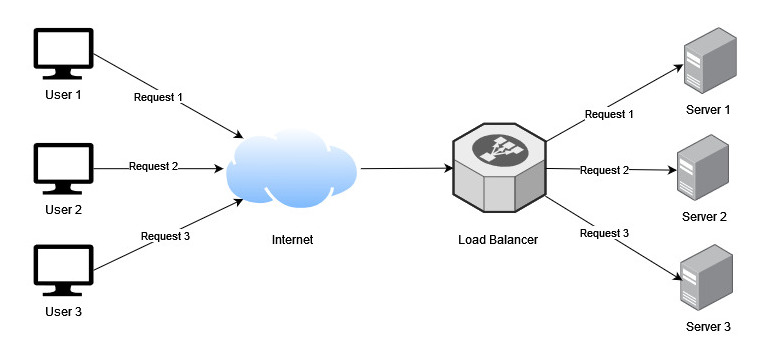 User 1
Request 1
User 2
Request 2
User 3
Request 3
Internet
Load Balancer
Request 1
Server 1
Request 2
Server 2
Request 3
Server 3